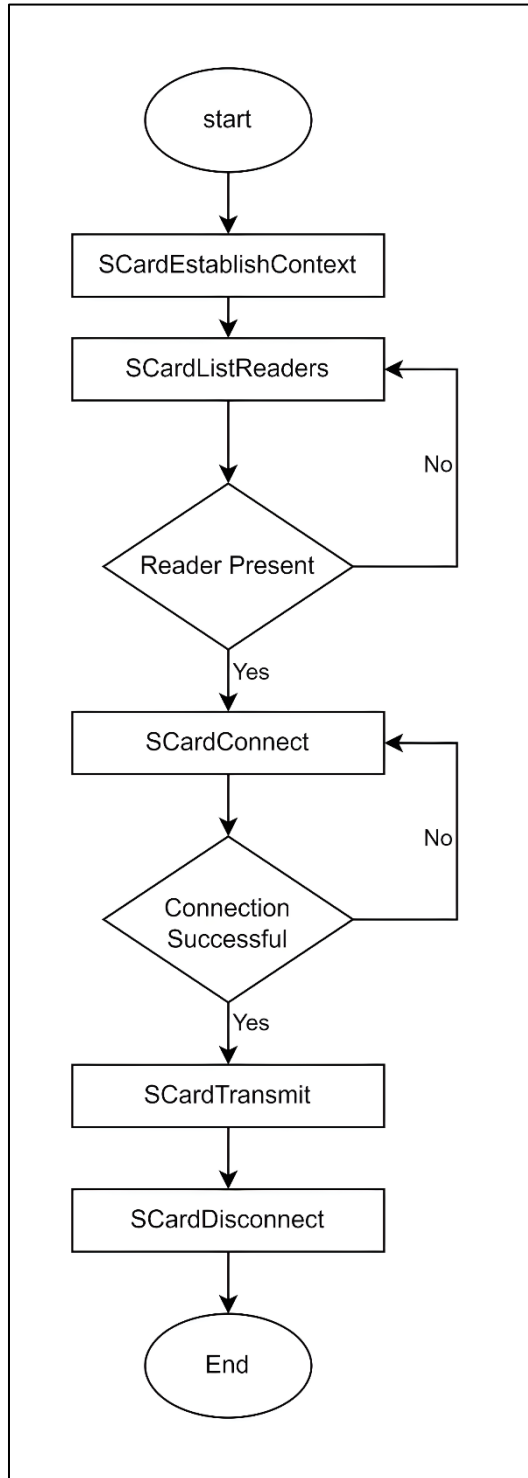 start
SCardEstablishContext
SCardListReaders
No
Reader Present
Yes
SCardConnect
No
Connection
Successful
Yes
SCardTransmit
SCardDisconnect
End